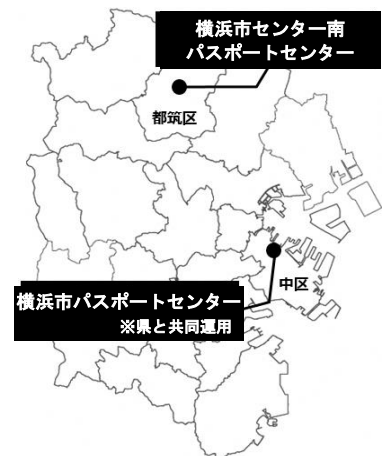 横浜市センター南
パスポートセンター
都筑区
横浜市パスポートセンター
※県と共同運用
中区